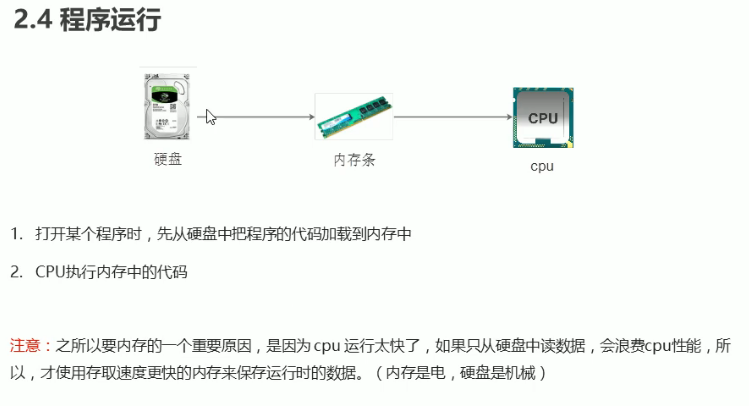 2.4 程序运行
CPU
硬盘
内存条
cpu
1. 打开某个程序时，先从硬盘中把程序的代码加载到内存中
2. CPU执行内存中的代码
注意：之所以要内存的一个重要原因，是因为 cpu 运行太快了，如果只从硬盘中读数据，会浪费cpu性能，所
以，才使用存取速度更快的内存来保存运行时的数据。（内存是电，硬盘是机械）